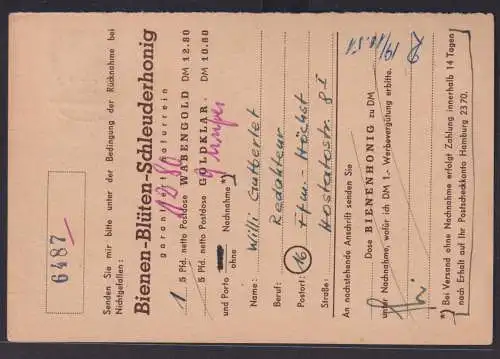 6487
Senden Sie mir bitte unter der Bedingung der Rücknahme bei
Nichtgefallen:
Bienen-Blüten-Schleuderhonig
garantiert naturrein
1 5 Pfd. netto Postdose WABENGOLD DM 12.80
5 Pfd. netto Postdose GOLDKLAR DM 10.80
und Porto ohne Nachnahme *)
Name: Willi Gutberlet
Beruf: Redakteur
Postort: (16) Ffm.-Höchst
Straße: Hostatostr. 8 I
An nachstehende Anschrift senden Sie
Dose BIENENHONIG zu DM
unter Nachnahme, wofür ich DM 1,- Werbevergütung erbitte.
*) Bei Versand ohne Nachnahme erfolgt Zahlung innerhalb 14 Tagen
nach Erhalt auf Ihr Postscheckkonto Hamburg 2370.